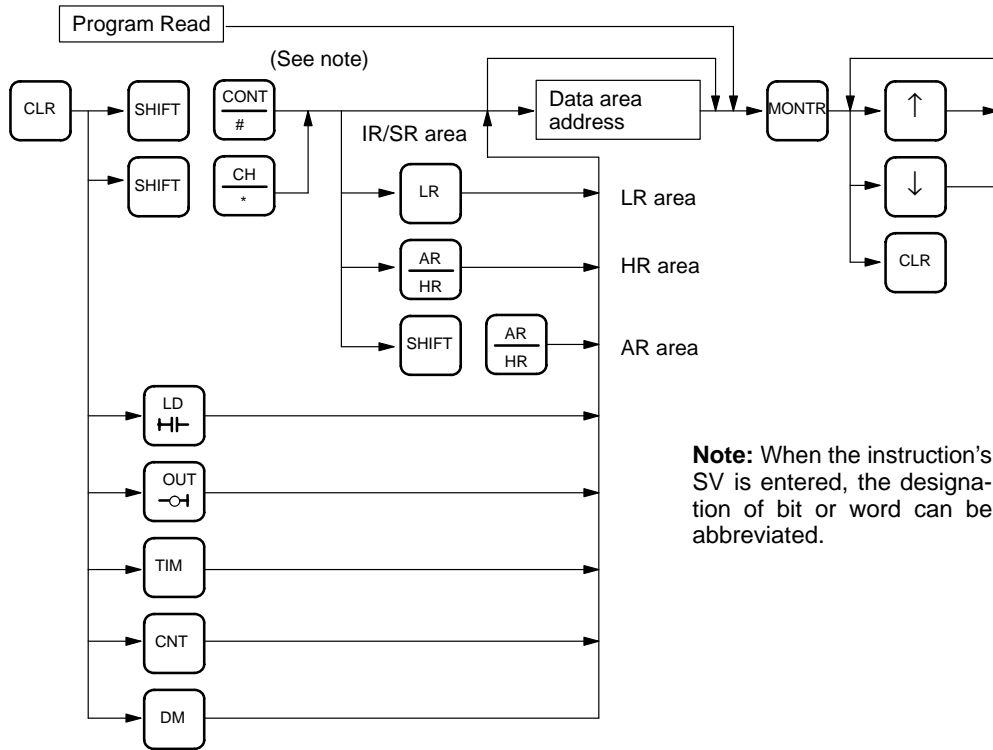 Program Read
(See note)
CLR
SHIFT
CONT
#
IR/SR area
Data area
address
MONTR
↑
SHIFT
CH
*
LR
LR area
↓
AR
HR
HR area
CLR
SHIFT
AR
HR
AR area
LD
OUT
TIM
CNT
DM
Note: When the instruction's
SV is entered, the designa-
tion of bit or word can be
abbreviated.